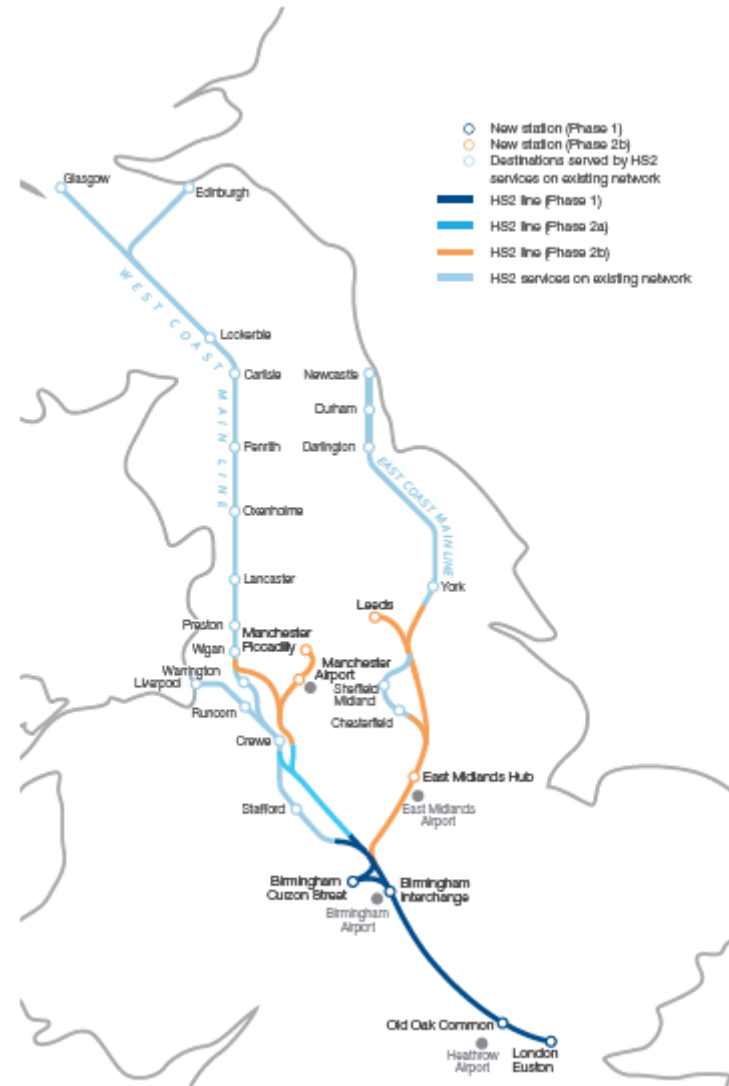 New station (Phase 1)
New station (Phase 2b)
Destinations served by HS2
services on existing network
HS2 line (Phase 1)
HS2 line (Phase 2a)
HS2 line (Phase 2b)
HS2 services on existing network
Glasgow
Edinburgh
WEST COAST MAIN LINE
Lockerbie
Carlisle
Newcastle
Durham
Penrith
Darlington
EAST COAST MAIN LINE
Oxenholme
Lancaster
York
Leeds
Preston
Manchester
Piccadilly
Wigan
Manchester
Airport
Warrington
Liverpool
Sheffield
Midland
Runcorn
Chesterfield
Crewe
East Midlands Hub
Stafford
East Midlands
Airport
Birmingham
Curzon Street
Birmingham
Interchange
Birmingham
Airport
Old Oak Common
London
Euston
Heathrow
Airport